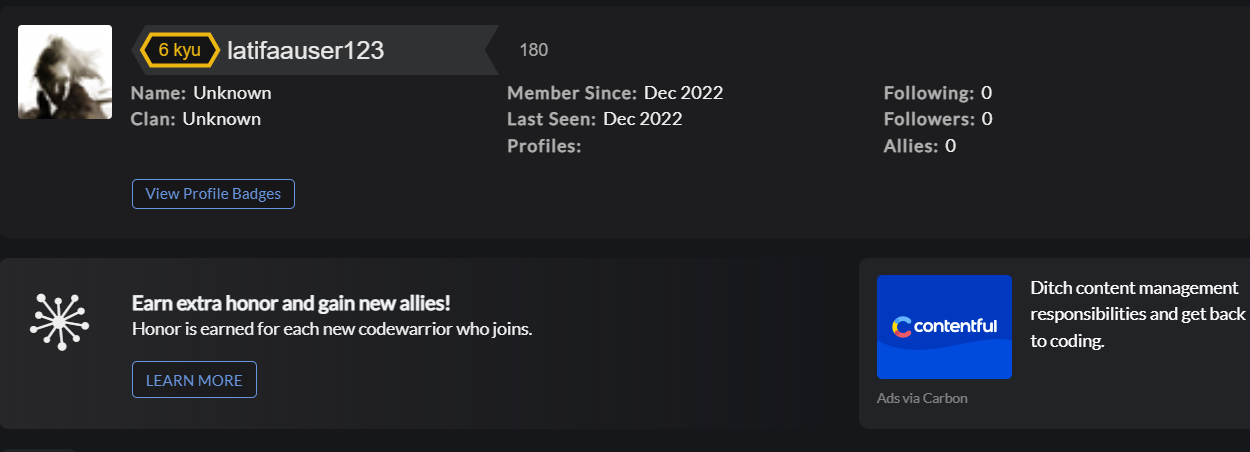 6 kyu latifaauser123 180
Name: Unknown Member Since: Dec 2022 Following: 0
Clan: Unknown Last Seen: Dec 2022 Followers: 0
Profiles: Allies: 0
View Profile Badges
Earn extra honor and gain new allies!
Honor is earned for each new codewarrior who joins.
LEARN MORE
contentful
Ditch content management
responsibilities and get back
to coding.
Ads via Carbon